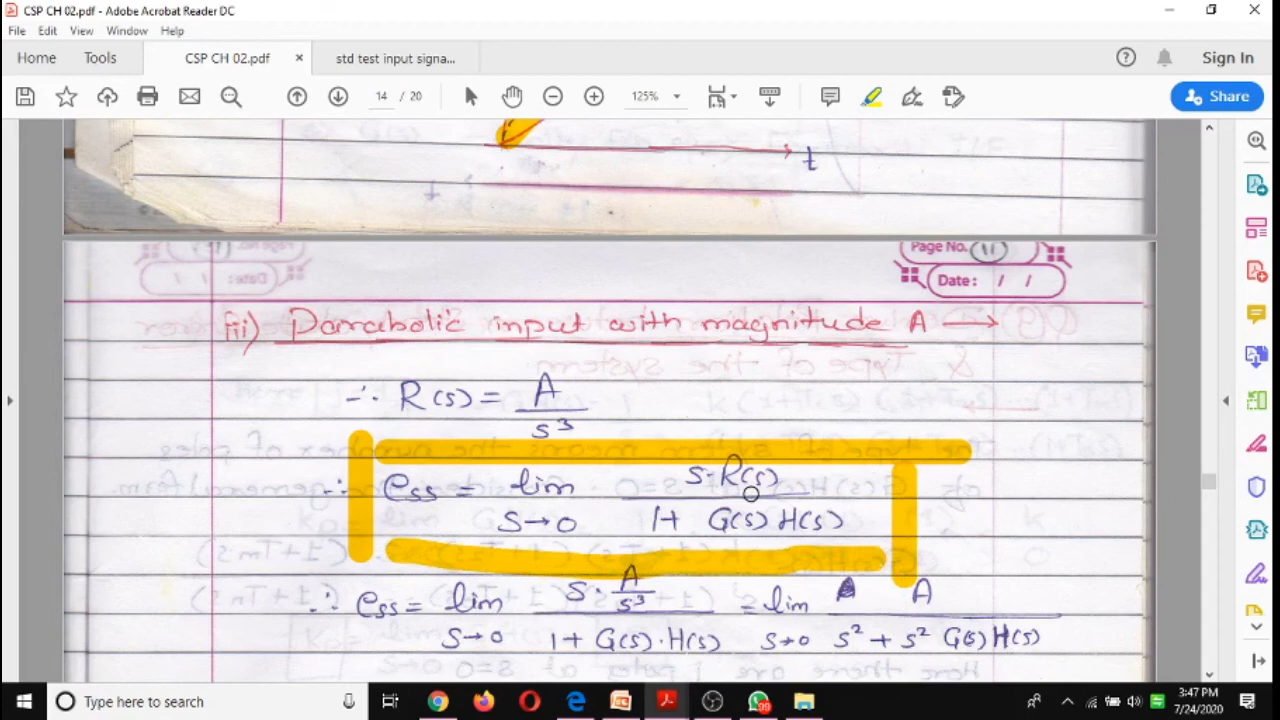 CSP CH 02.pdf - Adobe Acrobat Reader DC
File Edit View Window Help
Home Tools CSP CH 02.pdf × std test input signa...
Sign In
14 / 20 125% Share
t
Page No. 11
Date: / /
iii) Parrabolic input with magnitude A →
∴ R(s) = A / s³
∴ ess = lim s→0 s·R(s) / 1 + G(s) H(s)
∴ ess = lim s→0 s· A/s³ / 1 + G(s)·H(s) = lim s→0 A / s² + s² G(s) H(s)
Type here to search
99
3:47 PM
7/24/2020